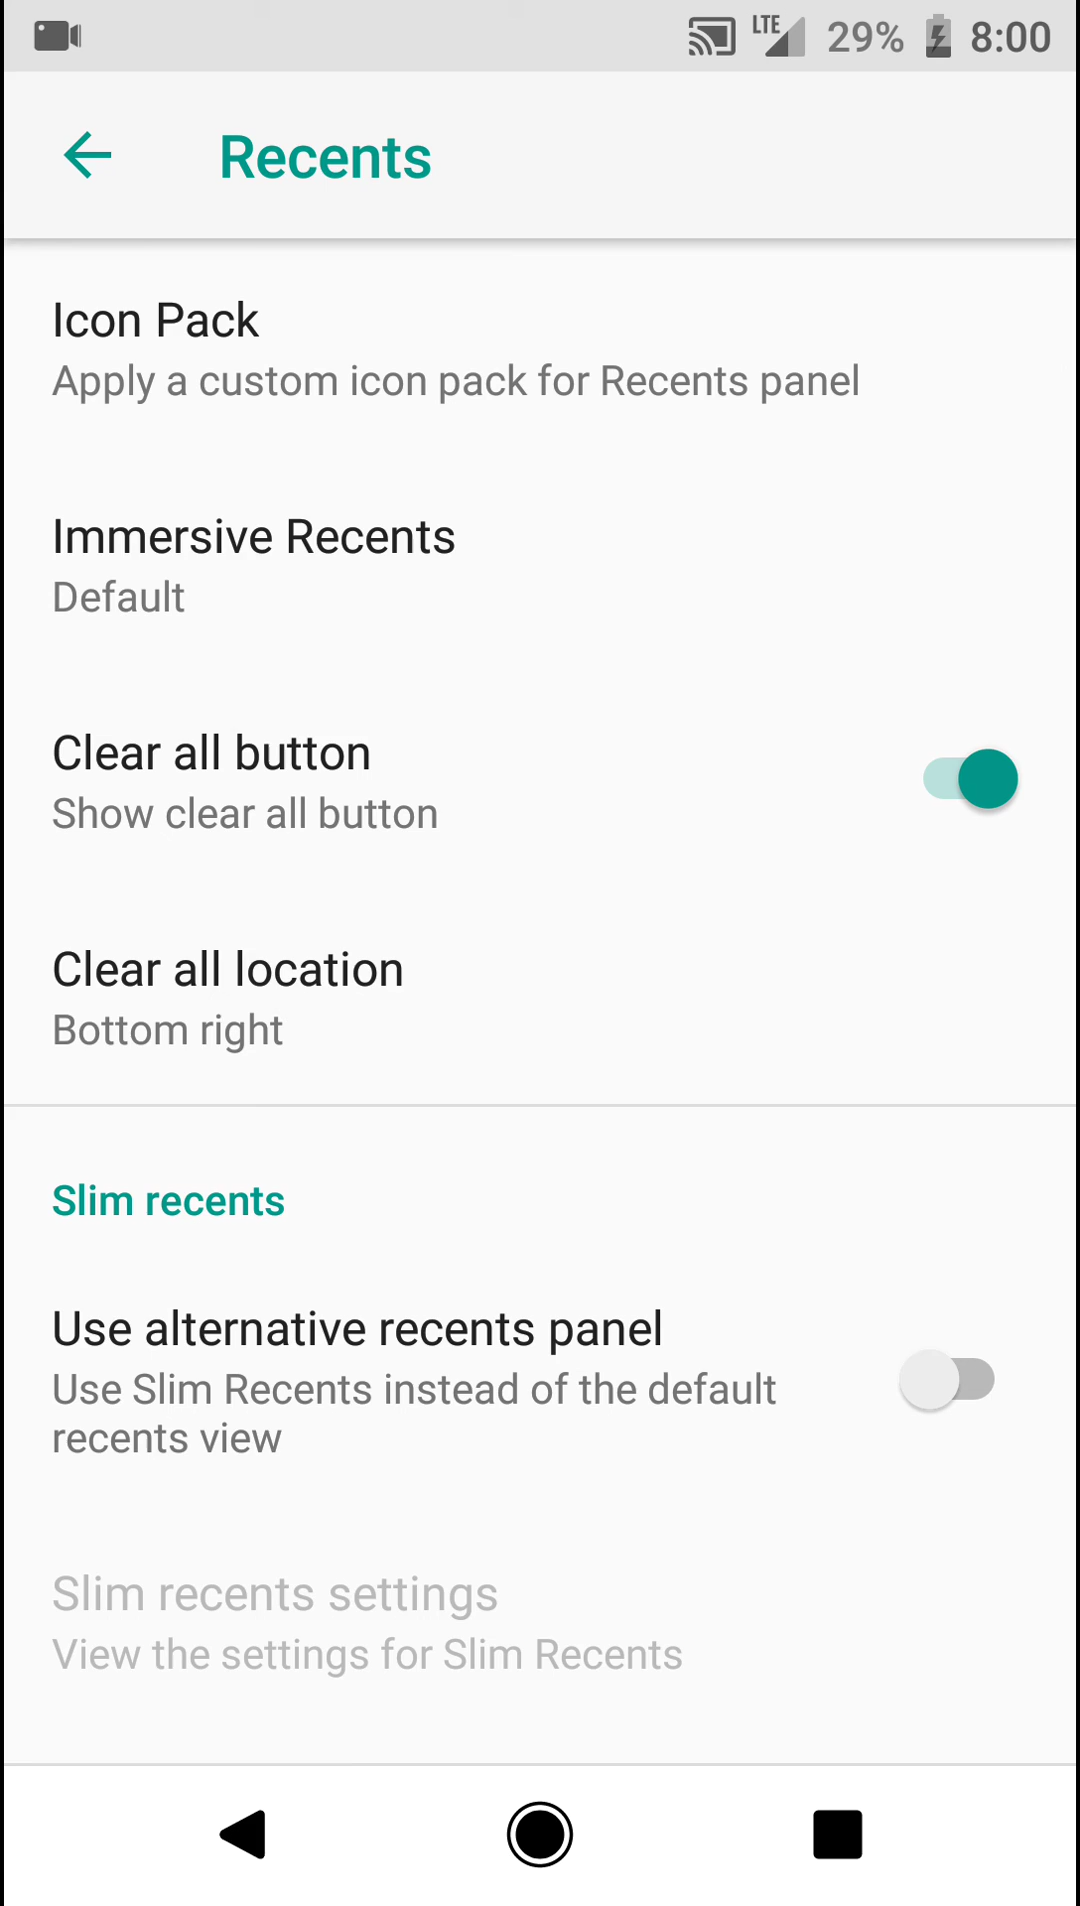 LTE 29% 8:00
Recents
Icon Pack
Apply a custom icon pack for Recents panel
Immersive Recents
Default
Clear all button
Show clear all button
Clear all location
Bottom right
Slim recents
Use alternative recents panel
Use Slim Recents instead of the default
recents view
Slim recents settings
View the settings for Slim Recents